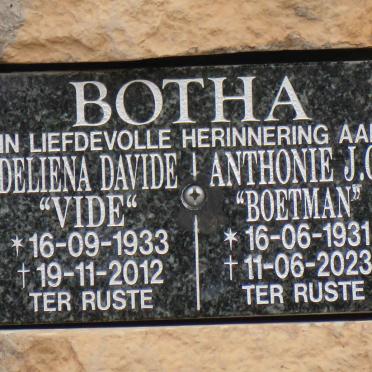 BOTHA
IN LIEFDEVOLLE HERINNERING AAN
DELIENA DAVIDE
"VIDE"
* 16-09-1933
† 19-11-2012
TER RUSTE
ANTHONIE J.C
"BOETMAN"
* 16-06-1931
† 11-06-2023
TER RUSTE